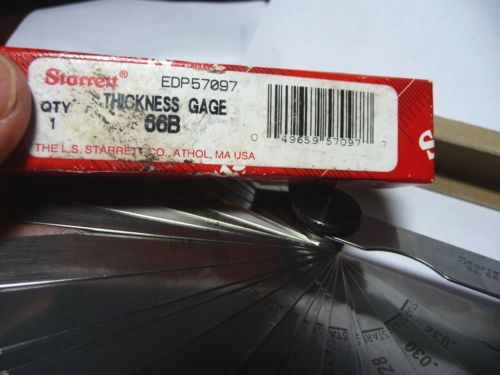 Starrett® EDP57097
QTY THICKNESS GAGE
1 66B
0 49659 57097 7
THE L.S. STARRETT CO., ATHOL, MA USA
28
.030
.032